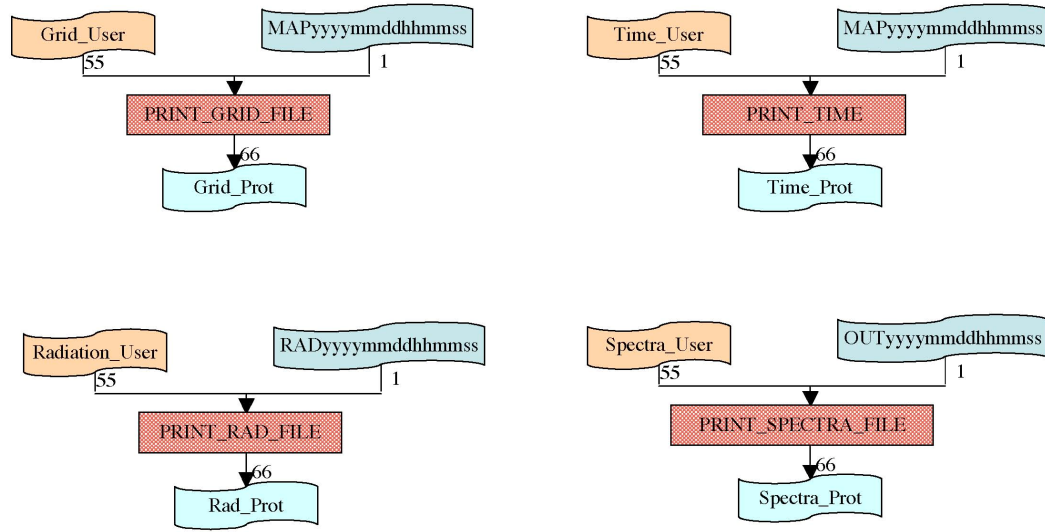 Grid_User
MAPyyyymmddhhmmss
55
1
PRINT_GRID_FILE
66
Grid_Prot
Time_User
MAPyyyymmddhhmmss
55
1
PRINT_TIME
66
Time_Prot
Radiation_User
RADyyyymmddhhmmss
55
1
PRINT_RAD_FILE
66
Rad_Prot
Spectra_User
OUTyyyymmddhhmmss
55
1
PRINT_SPECTRA_FILE
66
Spectra_Prot